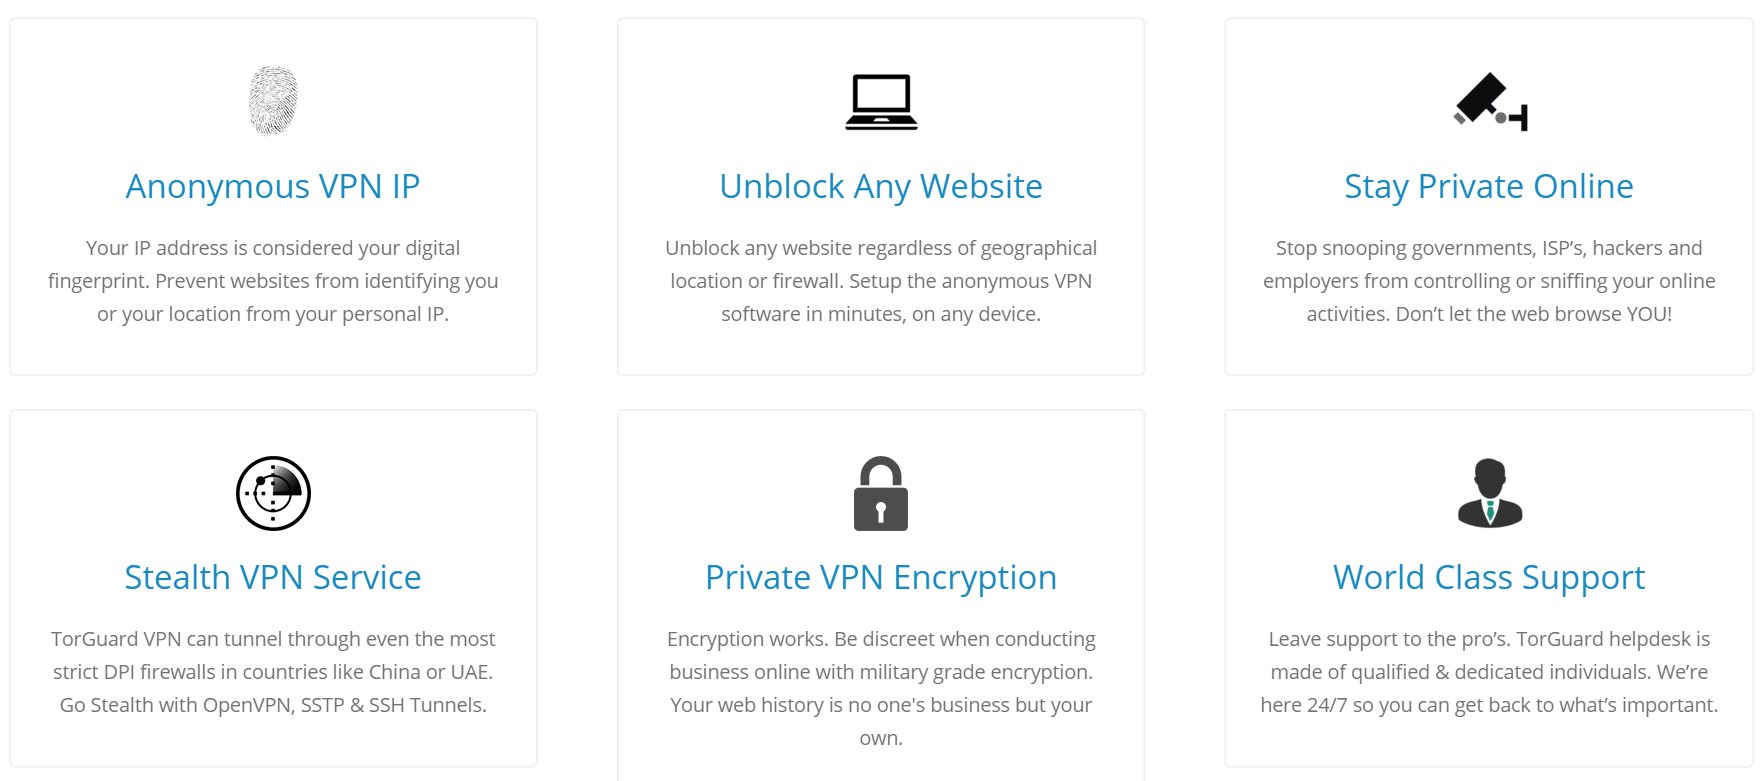 Anonymous VPN IP
Your IP address is considered your digital
fingerprint. Prevent websites from identifying you
or your location from your personal IP.
Unblock Any Website
Unblock any website regardless of geographical
location or firewall. Setup the anonymous VPN
software in minutes, on any device.
Stay Private Online
Stop snooping governments, ISP’s, hackers and
employers from controlling or sniffing your online
activities. Don’t let the web browse YOU!
Stealth VPN Service
TorGuard VPN can tunnel through even the most
strict DPI firewalls in countries like China or UAE.
Go Stealth with OpenVPN, SSTP & SSH Tunnels.
Private VPN Encryption
Encryption works. Be discreet when conducting
business online with military grade encryption.
Your web history is no one's business but your
own.
World Class Support
Leave support to the pro’s. TorGuard helpdesk is
made of qualified & dedicated individuals. We’re
here 24/7 so you can get back to what’s important.